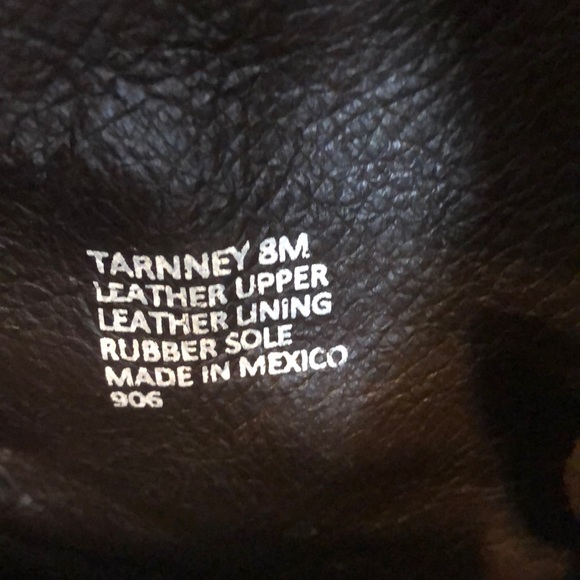 TARNNEY 8M
LEATHER UPPER
LEATHER LINING
RUBBER SOLE
MADE IN MEXICO
906